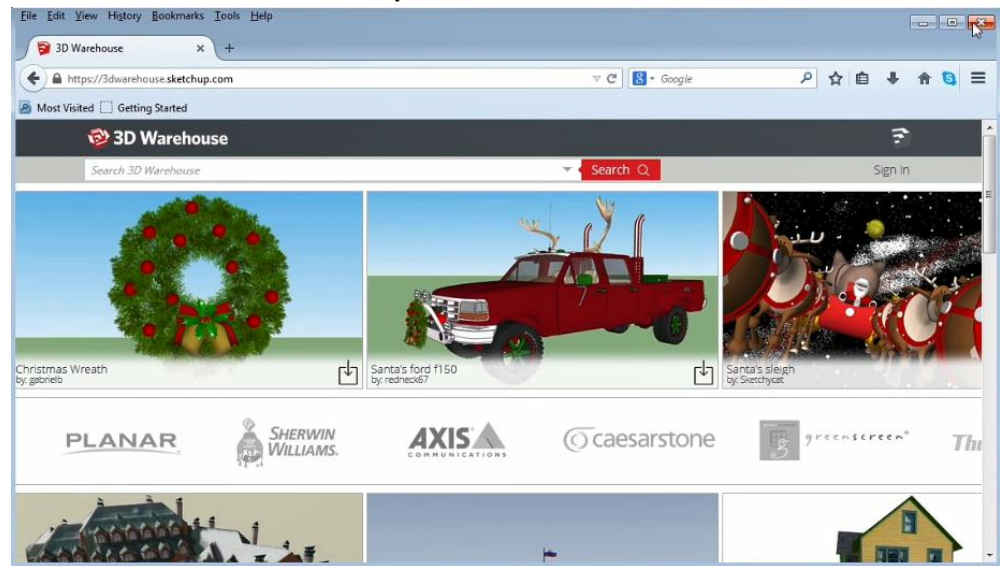 File Edit View History Bookmarks Tools Help
3D Warehouse × +
https://3dwarehouse.sketchup.com
Google
Most Visited Getting Started
3D Warehouse
Search 3D Warehouse
Search
Sign In
Christmas Wreath
by: gabrielb
Santa's ford f150
by: redneck67
Santa's sleigh
by: Sketchycat
PLANAR
SHERWIN
WILLIAMS.
AXIS
COMMUNICATIONS
caesarstone
greenscreen®